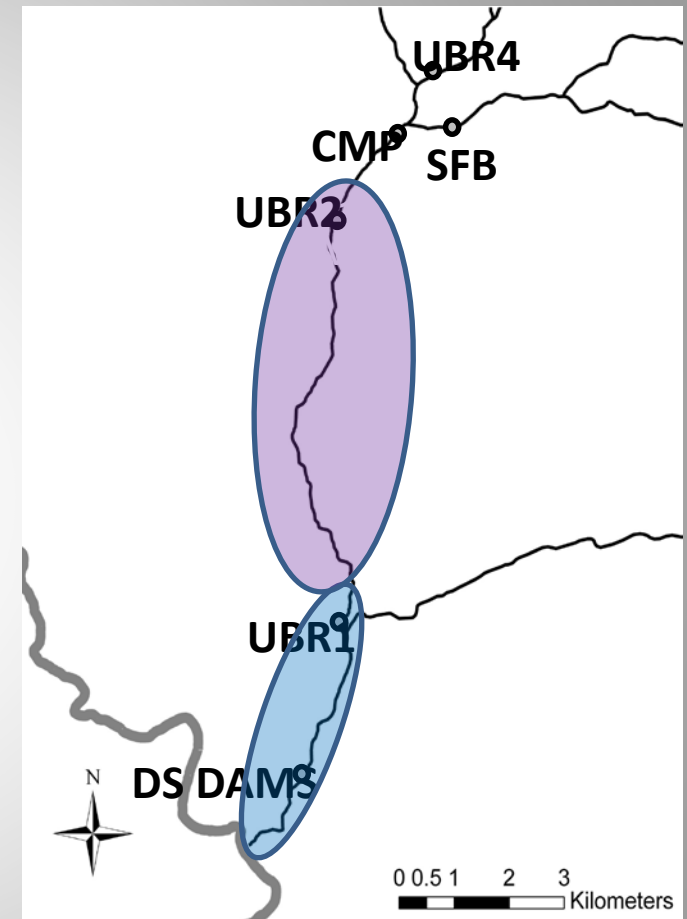 UBR4
CMP
SFB
UBR2
UBR1
DS DAMS
N
0 0.5 1 2 3
Kilometers